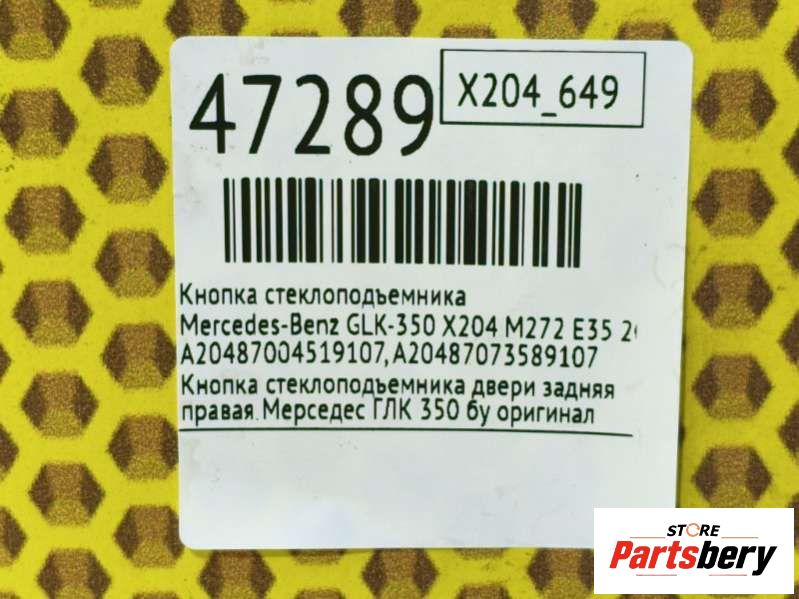 47289
X204_649
Кнопка стеклоподъемника
Mercedes-Benz GLK-350 X204 M272 E35
A20487004519107, A20487073589107
Кнопка стеклоподъемника двери задняя
правая. Мерседес ГЛК 350 бу оригинал
STORE
Partsbery